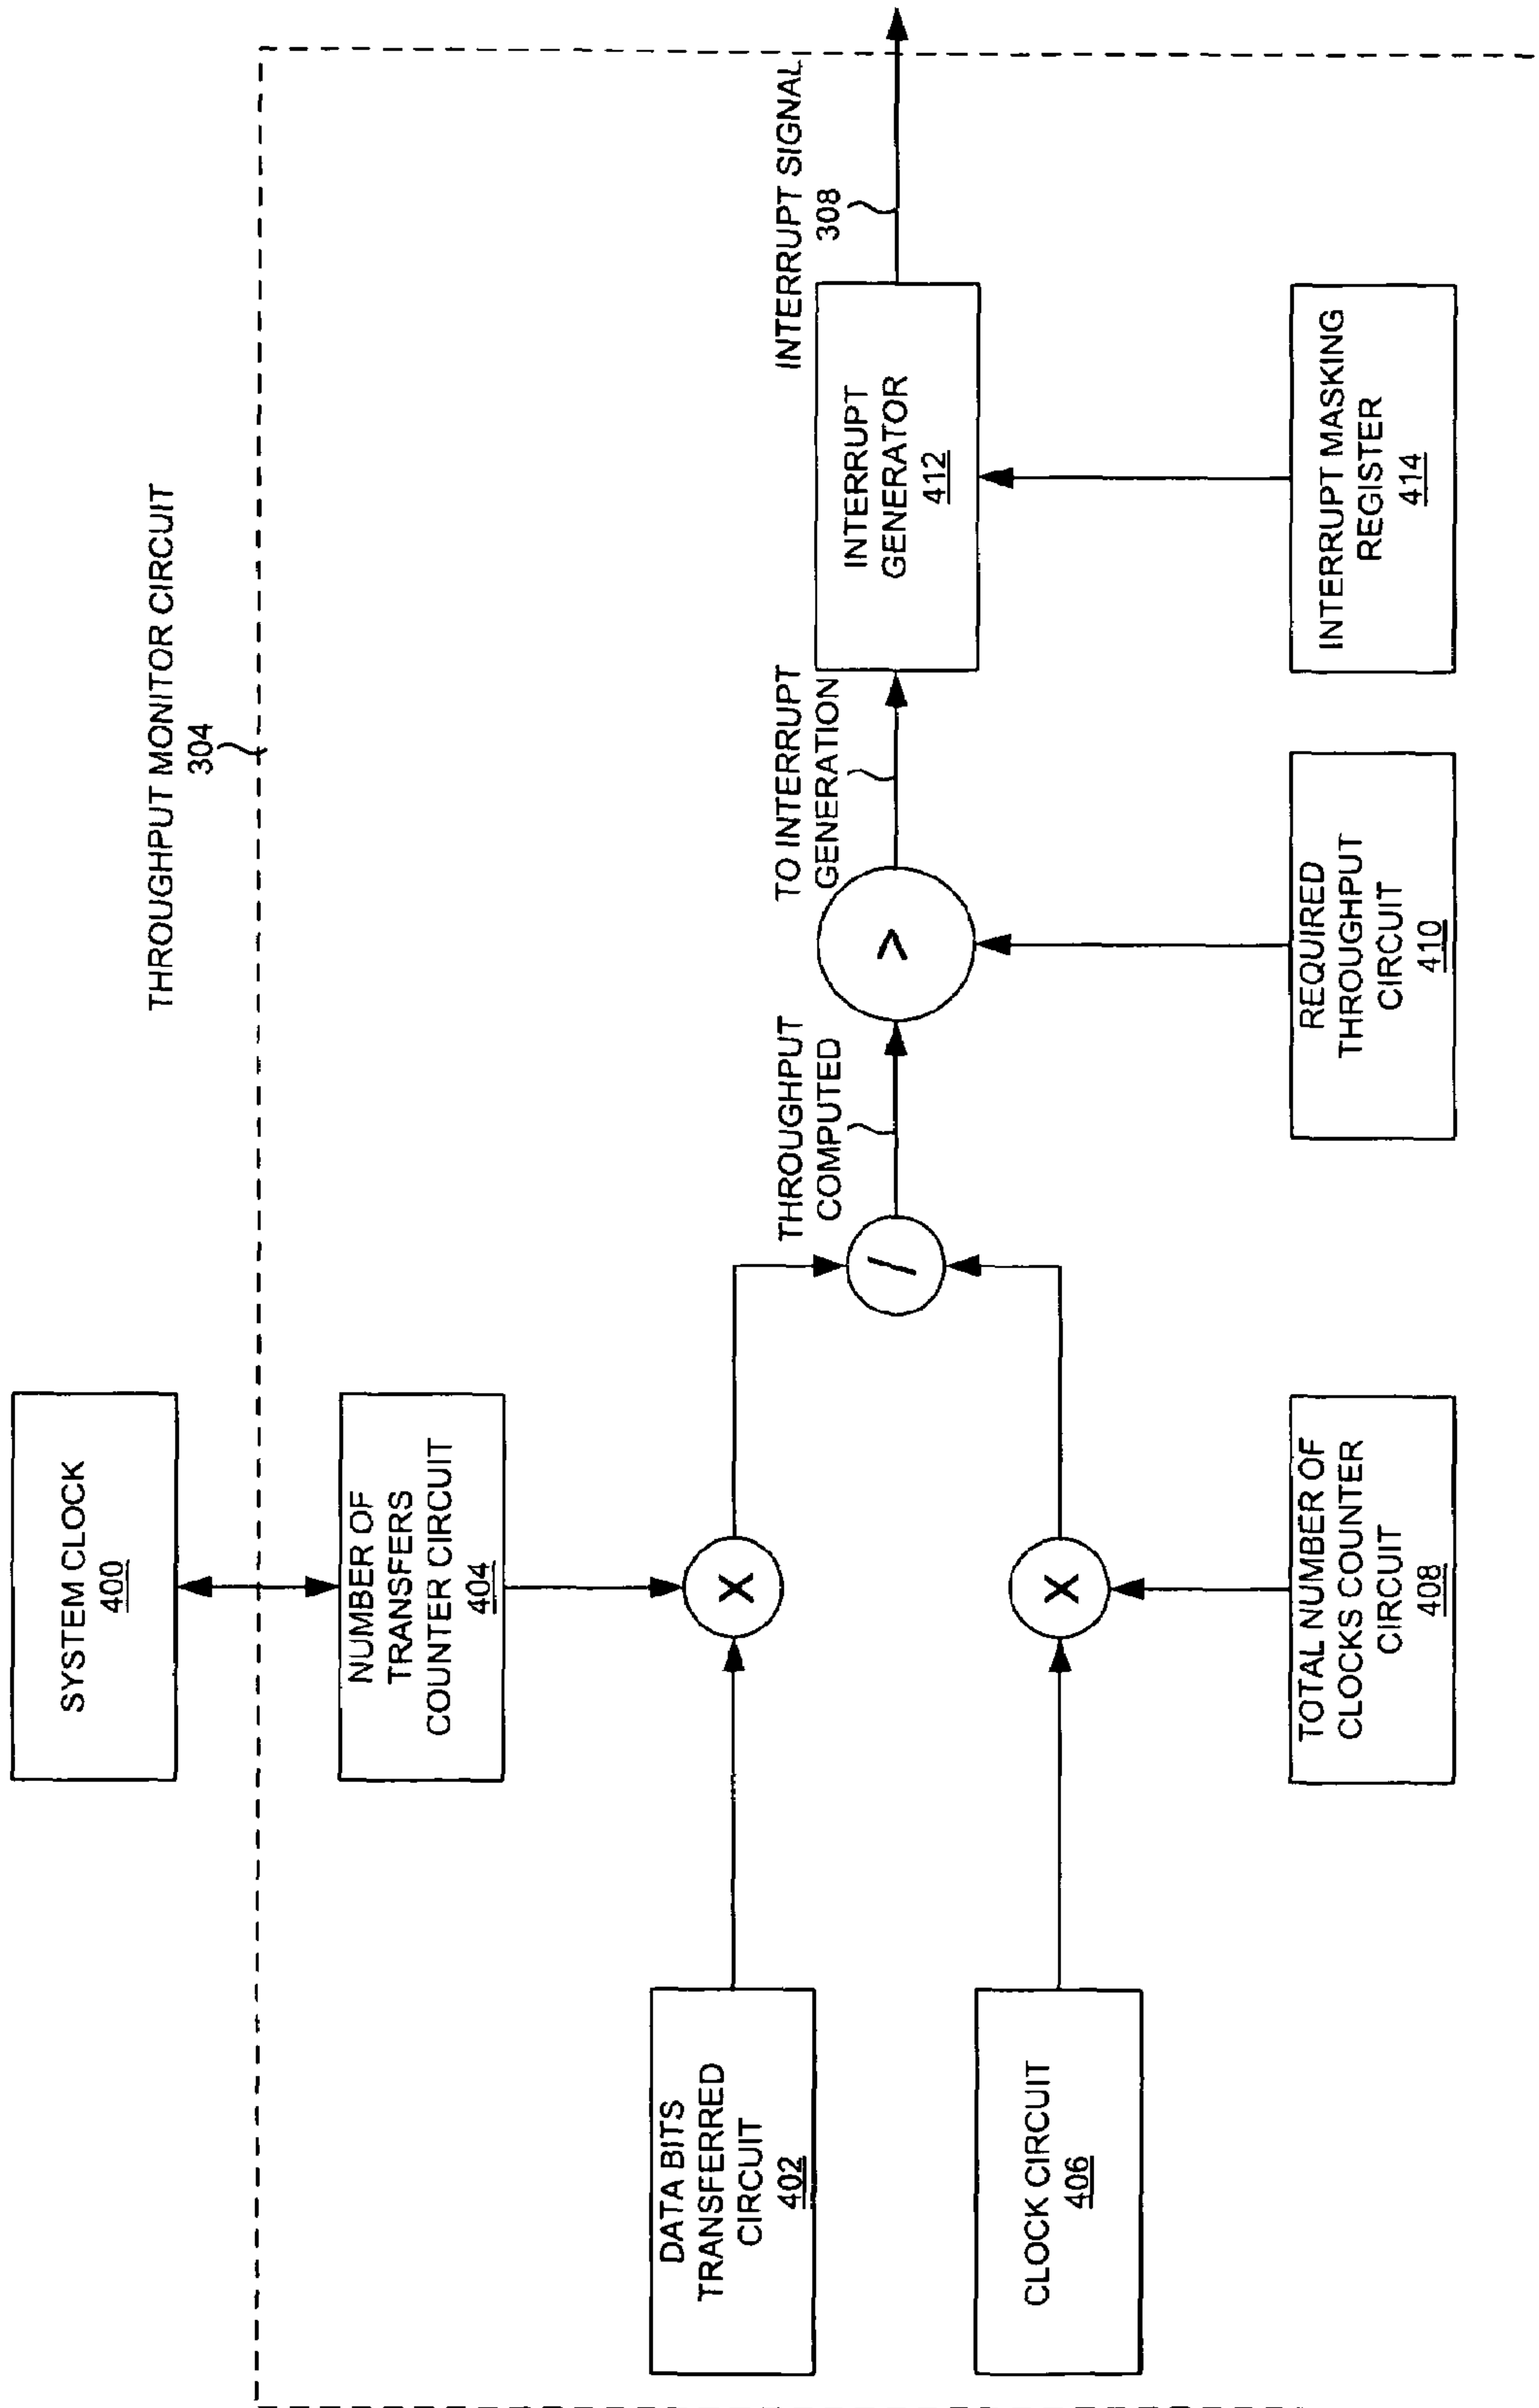 THROUGHPUT MONITOR CIRCUIT
304
SYSTEM CLOCK
400
NUMBER OF
TRANSFERS
COUNTER CIRCUIT
404
DATA BITS
TRANSFERRED
CIRCUIT
402
X
CLOCK CIRCUIT
406
X
TOTAL NUMBER OF
CLOCKS COUNTER
CIRCUIT
408
/
THROUGHPUT
COMPUTED
>
REQUIRED
THROUGHPUT
CIRCUIT
410
TO INTERRUPT
GENERATION
INTERRUPT
GENERATOR
412
INTERRUPT MASKING
REGISTER
414
INTERRUPT SIGNAL
308